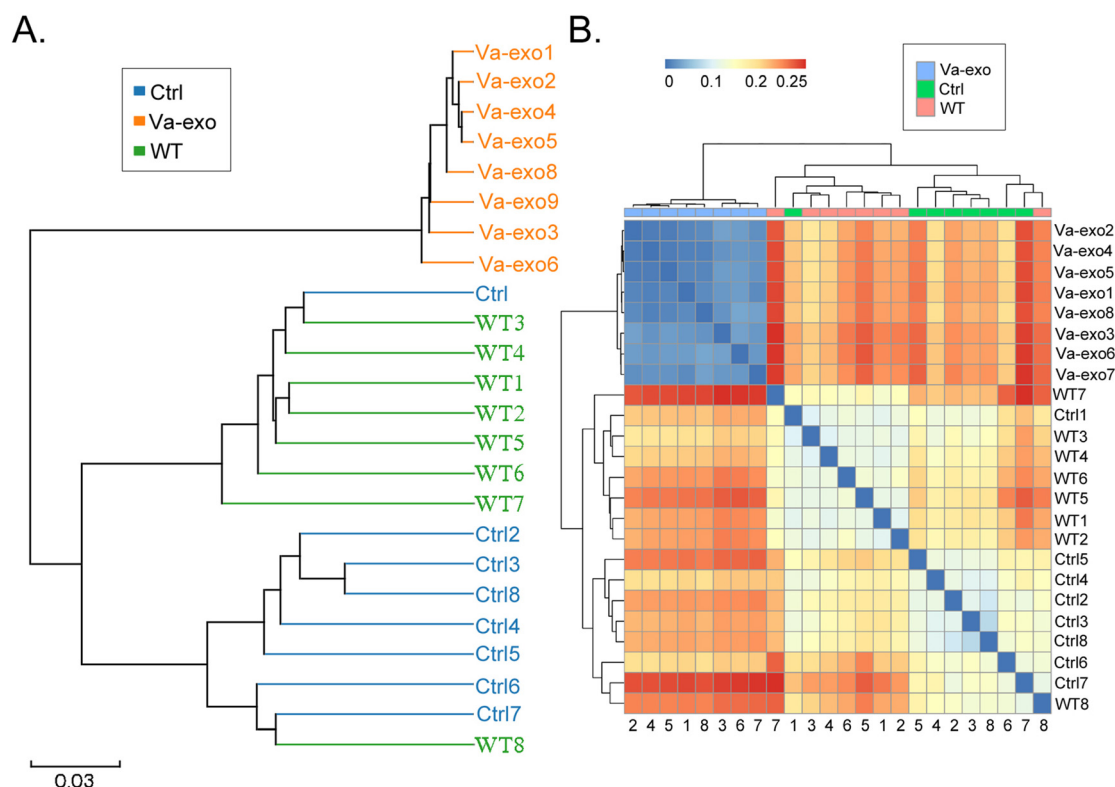 A.
Ctrl
Va-exo
WT
Va-exo1
Va-exo2
Va-exo4
Va-exo5
Va-exo8
Va-exo9
Va-exo3
Va-exo6
Ctrl
WT3
WT4
WT1
WT2
WT5
WT6
WT7
Ctrl2
Ctrl3
Ctrl8
Ctrl4
Ctrl5
Ctrl6
Ctrl7
WT8
0.03
B.
0 0.1 0.2 0.25
Va-exo
Ctrl
WT
Va-exo2
Va-exo4
Va-exo5
Va-exo1
Va-exo8
Va-exo3
Va-exo6
Va-exo7
WT7
Ctrl1
WT3
WT4
WT6
WT5
WT1
WT2
Ctrl5
Ctrl4
Ctrl2
Ctrl3
Ctrl8
Ctrl6
Ctrl7
WT8
2 4 5 1 8 3 6 7 7 1 3 4 6 5 1 2 5 4 2 3 8 6 7 8